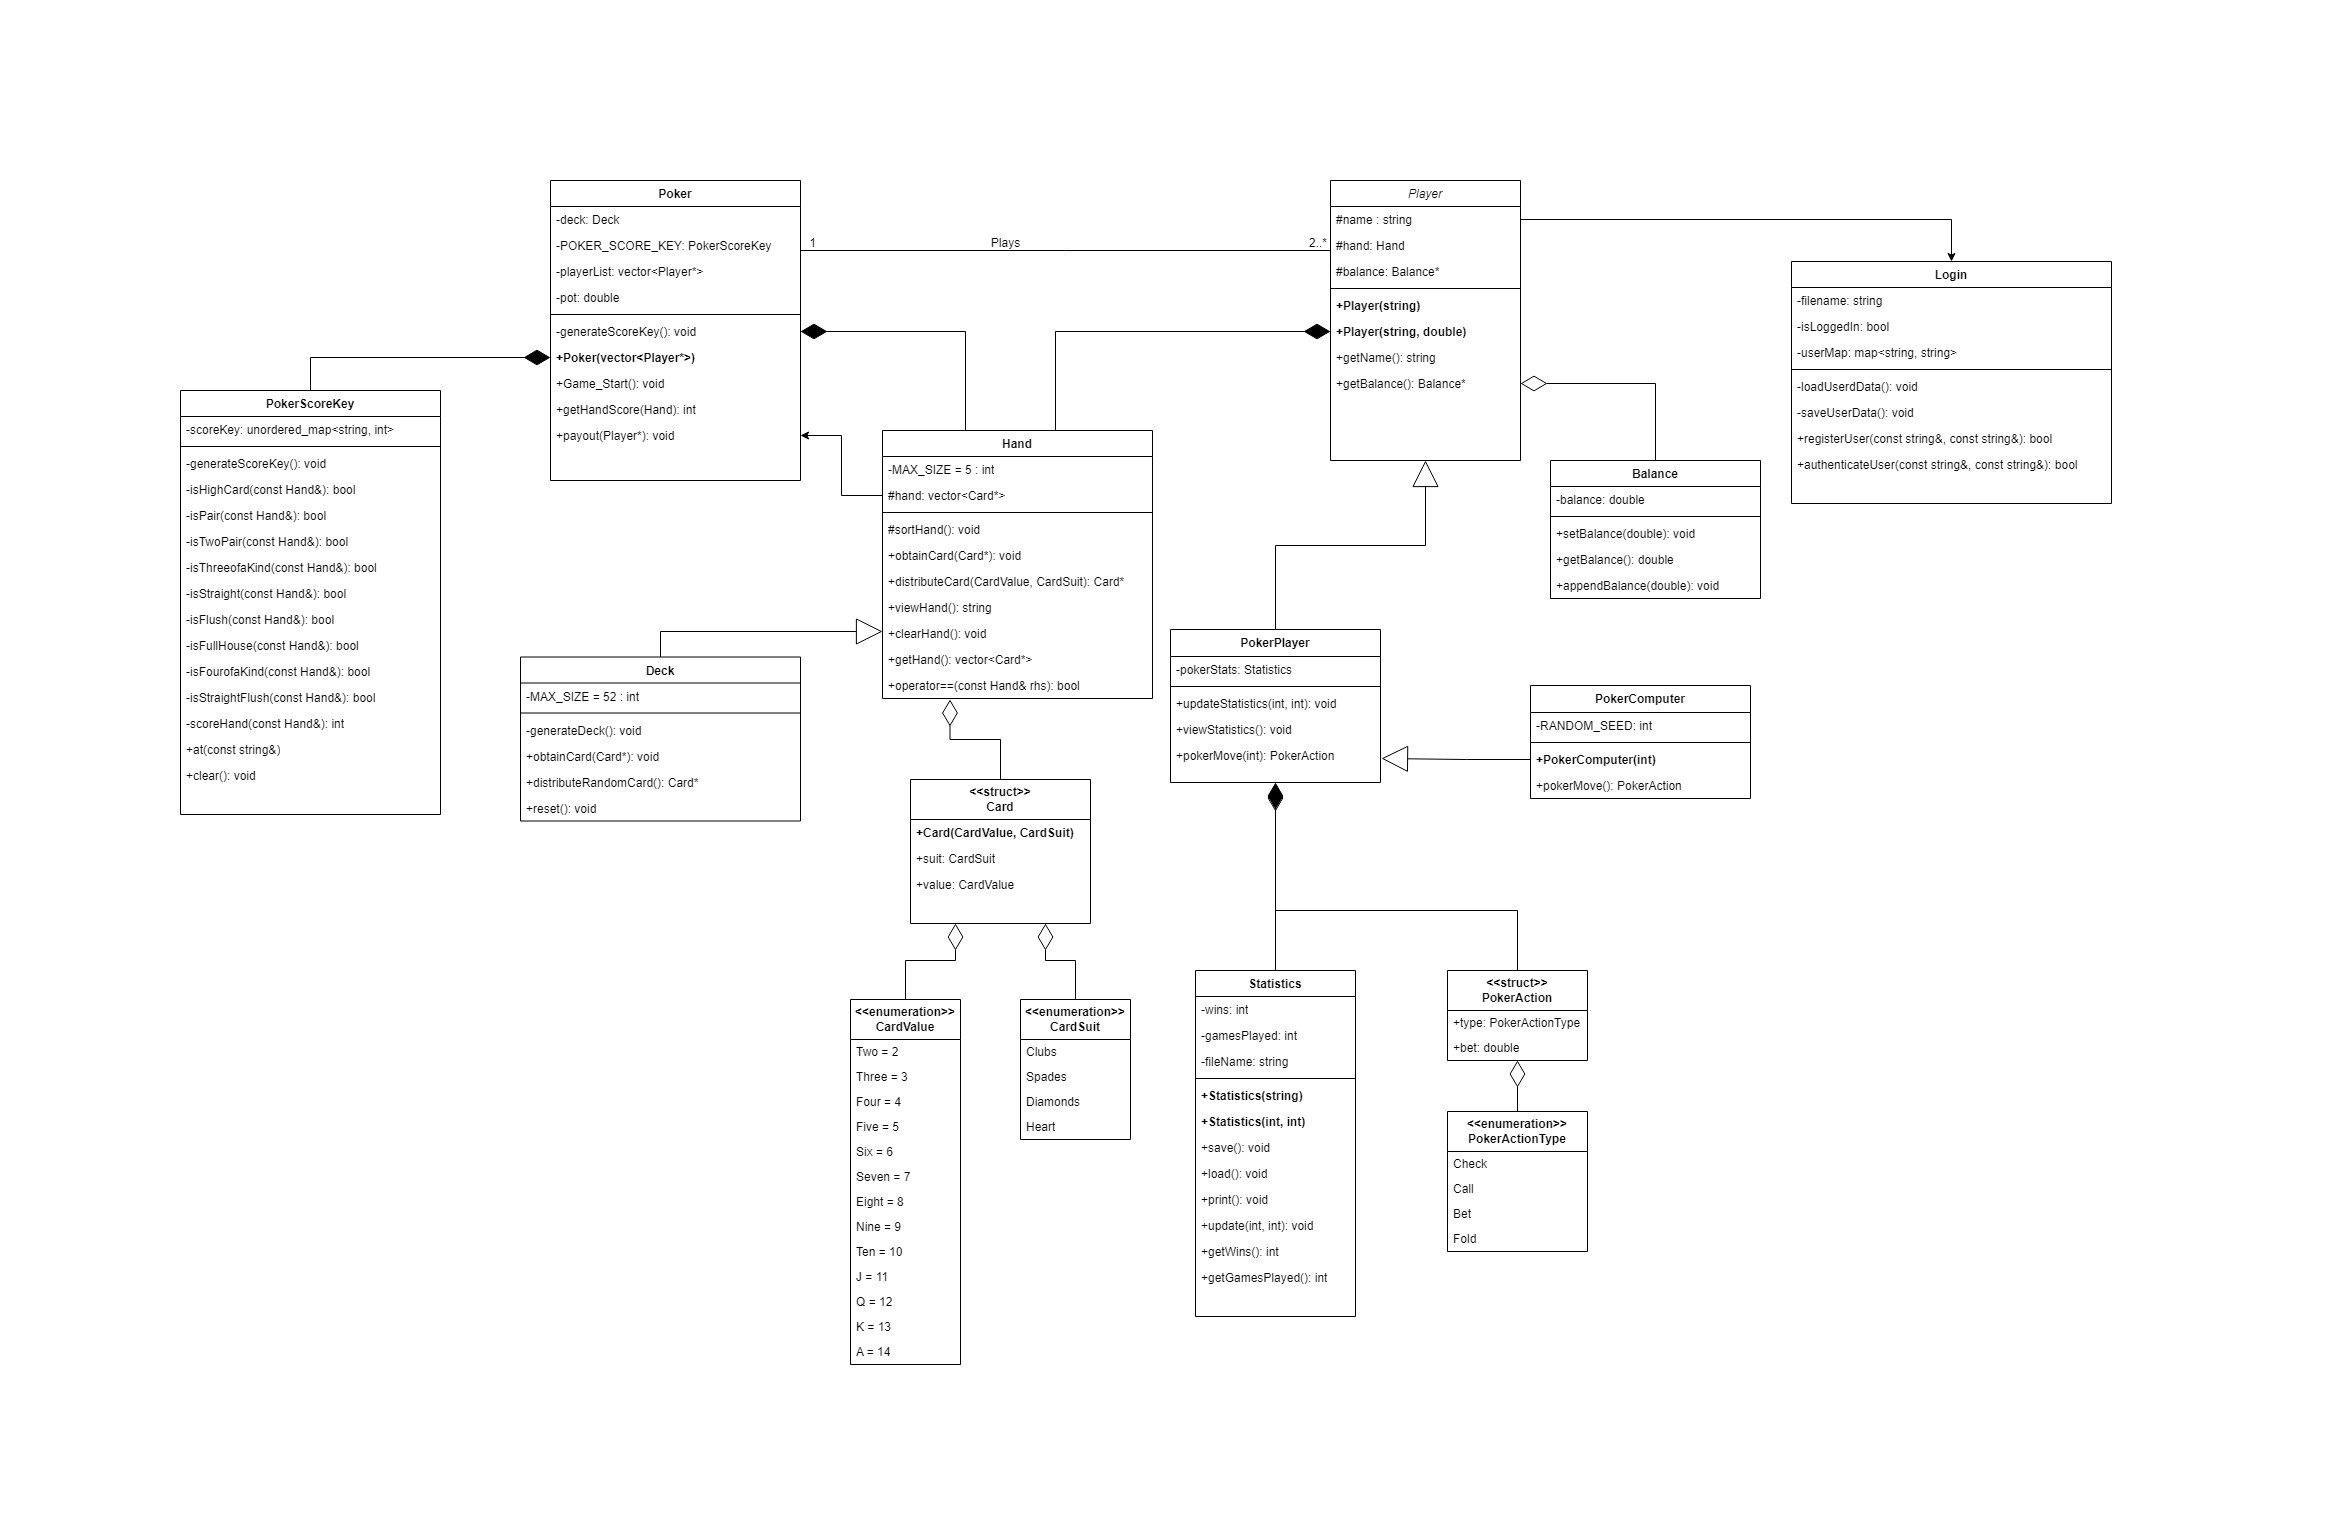 Poker
-deck: Deck
-POKER_SCORE_KEY: PokerScoreKey
-playerList: vector<Player*>
-pot: double
-generateScoreKey(): void
+Poker(vector<Player*>)
+Game_Start(): void
+getHandScore(Hand): int
+payout(Player*): void
1
Plays
2..*
Player
#name : string
#hand: Hand
#balance: Balance*
+Player(string)
+Player(string, double)
+getName(): string
+getBalance(): Balance*
Login
-filename: string
-isLoggedIn: bool
-userMap: map<string, string>
-loadUserdData(): void
-saveUserData(): void
+registerUser(const string&, const string&): bool
+authenticateUser(const string&, const string&): bool
PokerScoreKey
-scoreKey: unordered_map<string, int>
-generateScoreKey(): void
-isHighCard(const Hand&): bool
-isPair(const Hand&): bool
-isTwoPair(const Hand&): bool
-isThreeofaKind(const Hand&): bool
-isStraight(const Hand&): bool
-isFlush(const Hand&): bool
-isFullHouse(const Hand&): bool
-isFourofaKind(const Hand&): bool
-isStraightFlush(const Hand&): bool
-scoreHand(const Hand&): int
+at(const string&)
+clear(): void
Hand
-MAX_SIZE = 5 : int
#hand: vector<Card*>
#sortHand(): void
+obtainCard(Card*): void
+distributeCard(CardValue, CardSuit): Card*
+viewHand(): string
+clearHand(): void
+getHand(): vector<Card*>
+operator==(const Hand& rhs): bool
Balance
-balance: double
+setBalance(double): void
+getBalance(): double
+appendBalance(double): void
Deck
-MAX_SIZE = 52 : int
-generateDeck(): void
+obtainCard(Card*): void
+distributeRandomCard(): Card*
+reset(): void
PokerPlayer
-pokerStats: Statistics
+updateStatistics(int, int): void
+viewStatistics(): void
+pokerMove(int): PokerAction
PokerComputer
-RANDOM_SEED: int
+PokerComputer(int)
+pokerMove(): PokerAction
<<struct>>
Card
+Card(CardValue, CardSuit)
+suit: CardSuit
+value: CardValue
<<enumeration>>
CardValue
Two = 2
Three = 3
Four = 4
Five = 5
Six = 6
Seven = 7
Eight = 8
Nine = 9
Ten = 10
J = 11
Q = 12
K = 13
A = 14
<<enumeration>>
CardSuit
Clubs
Spades
Diamonds
Heart
Statistics
-wins: int
-gamesPlayed: int
-fileName: string
+Statistics(string)
+Statistics(int, int)
+save(): void
+load(): void
+print(): void
+update(int, int): void
+getWins(): int
+getGamesPlayed(): int
<<struct>>
PokerAction
+type: PokerActionType
+bet: double
<<enumeration>>
PokerActionType
Check
Call
Bet
Fold